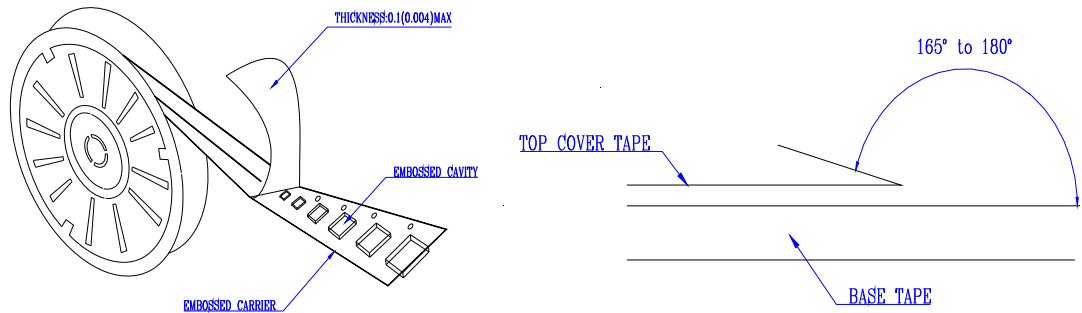 THICKNESS:0.1(0.004)MAX
EMBOSSED CAVITY
EMBOSSED CARRIER
165° to 180°
TOP COVER TAPE
BASE TAPE